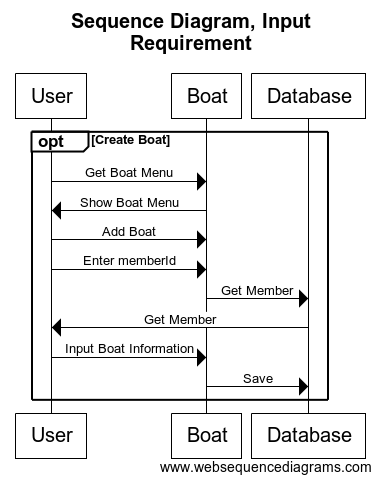 Sequence Diagram, Input
Requirement
User Boat Database
opt [Create Boat]
Get Boat Menu
Show Boat Menu
Add Boat
Enter memberId
Get Member
Get Member
Input Boat Information
Save
User Boat Database
www.websequencediagrams.com